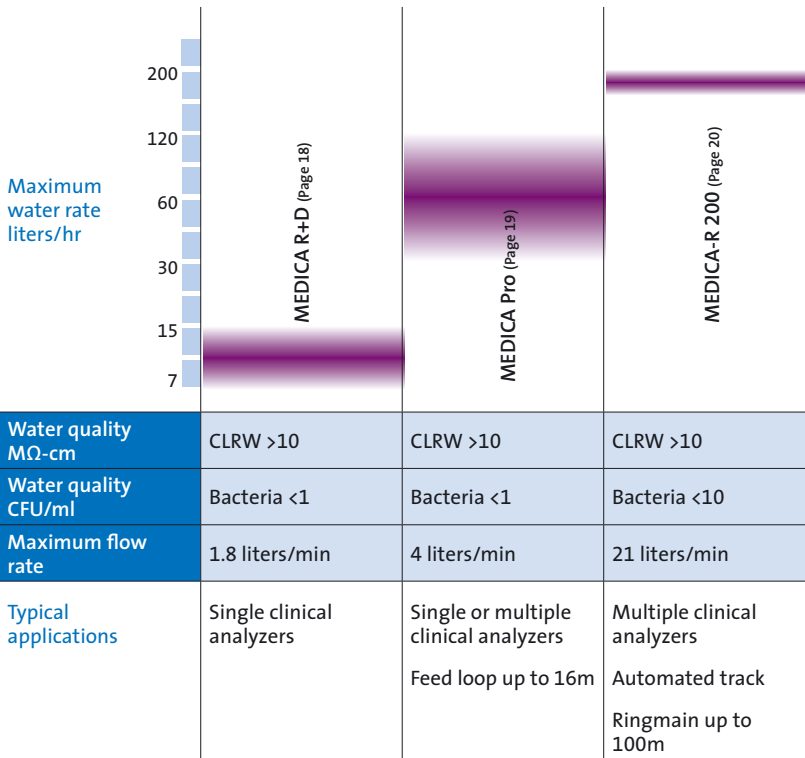 200
120
60
30
15
7
Maximum
water rate
liters/hr
MEDICA R+D (Page 18)
MEDICA Pro (Page 19)
MEDICA-R 200 (Page 20)
Water quality
MΩ-cm
CLRW >10
CLRW >10
CLRW >10
Water quality
CFU/ml
Bacteria <1
Bacteria <1
Bacteria <10
Maximum flow
rate
1.8 liters/min
4 liters/min
21 liters/min
Typical
applications
Single clinical
analyzers
Single or multiple
clinical analyzers
Feed loop up to 16m
Multiple clinical
analyzers
Automated track
Ringmain up to
100m